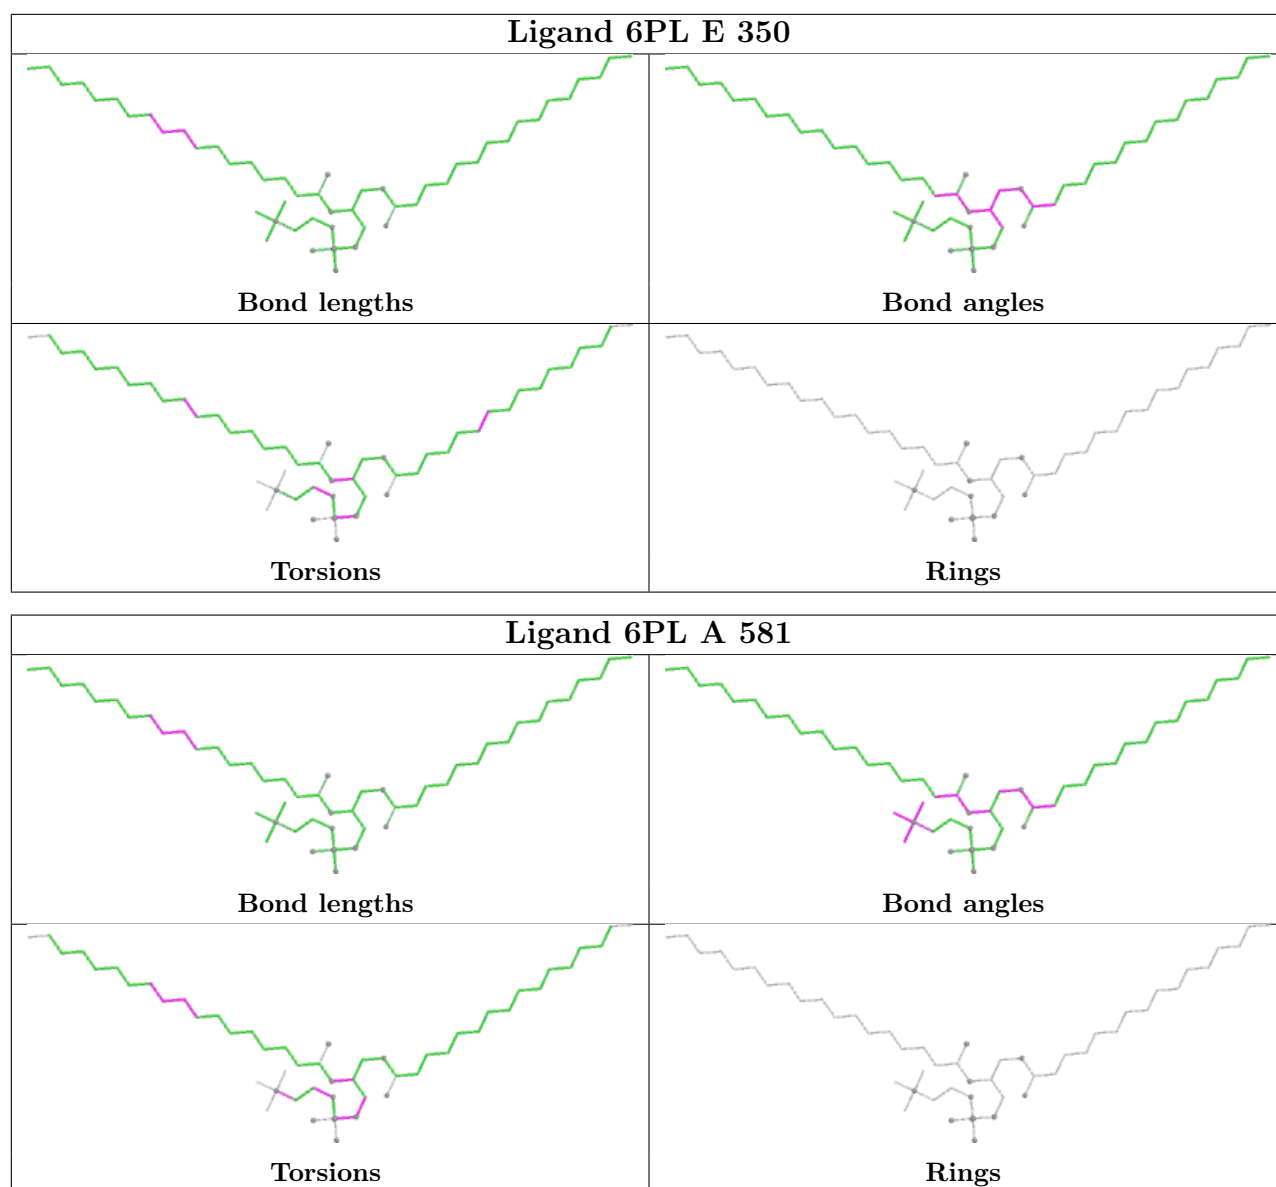 Ligand 6PL E 350
Bond lengths
Bond angles
Torsions
Rings
Ligand 6PL A 581
Bond lengths
Bond angles
Torsions
Rings